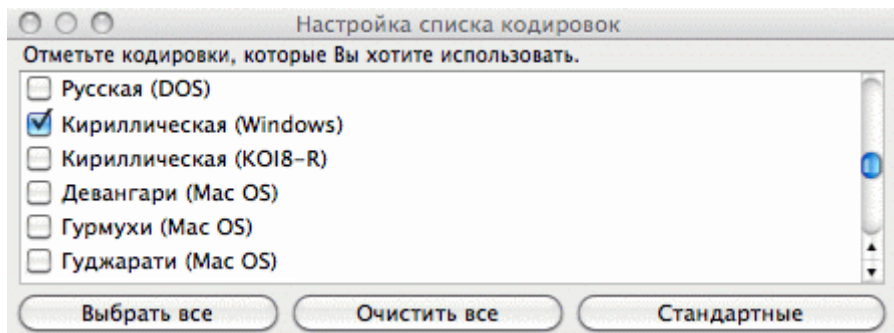 Настройка списка кодировок
Отметьте кодировки, которые Вы хотите использовать.
Русская (DOS)
Кириллическая (Windows)
Кириллическая (KOI8-R)
Девангари (Mac OS)
Гурмухи (Mac OS)
Гуджарати (Mac OS)
Выбрать все Очистить все Стандартные